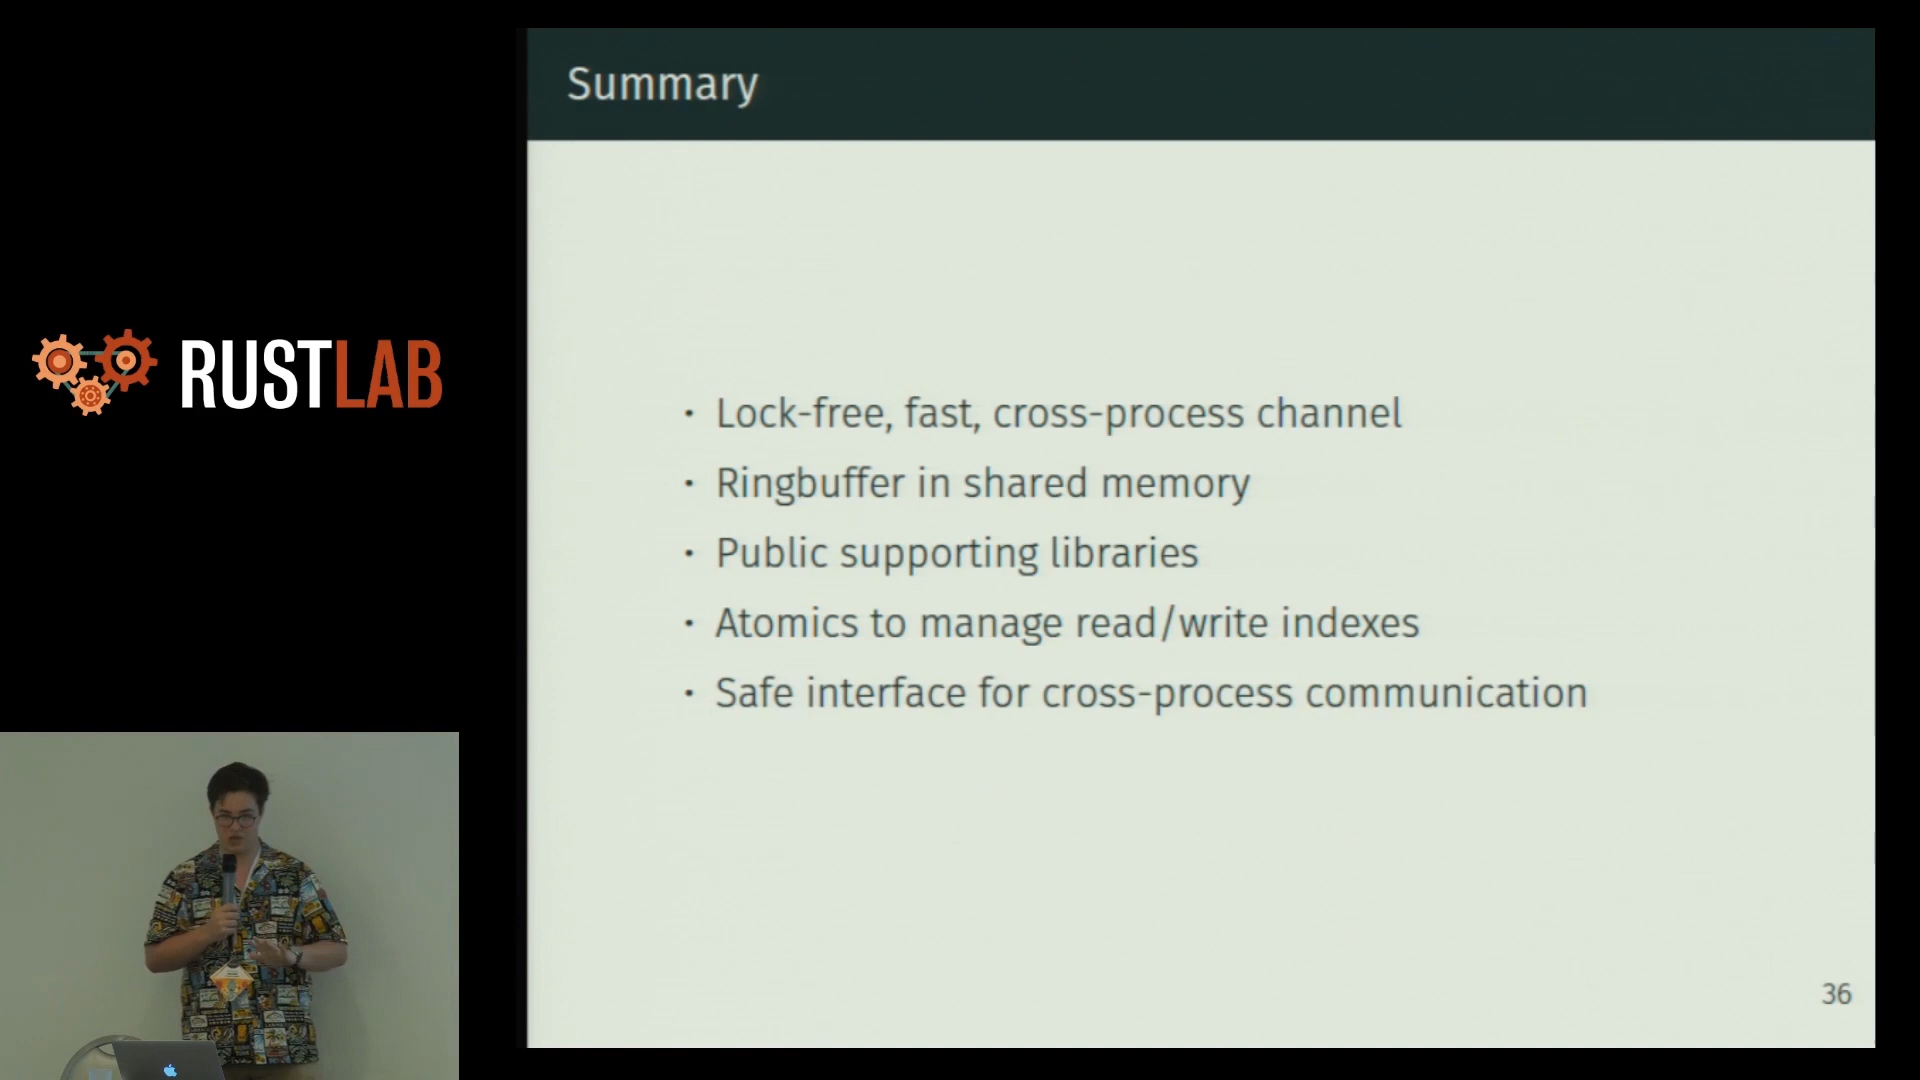 Summary
RUSTLAB
• Lock-free, fast, cross-process channel
• Ringbuffer in shared memory
• Public supporting libraries
• Atomics to manage read/write indexes
• Safe interface for cross-process communication
36